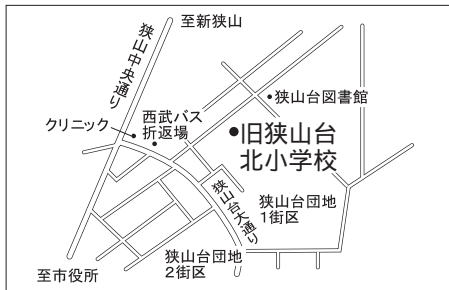 至新狭山
狭山中央通り
狭山台図書館
クリニック
西武バス
折返場
旧狭山台
北小学校
狭山台大通り
狭山台団地
1街区
狭山台団地
2街区
至市役所